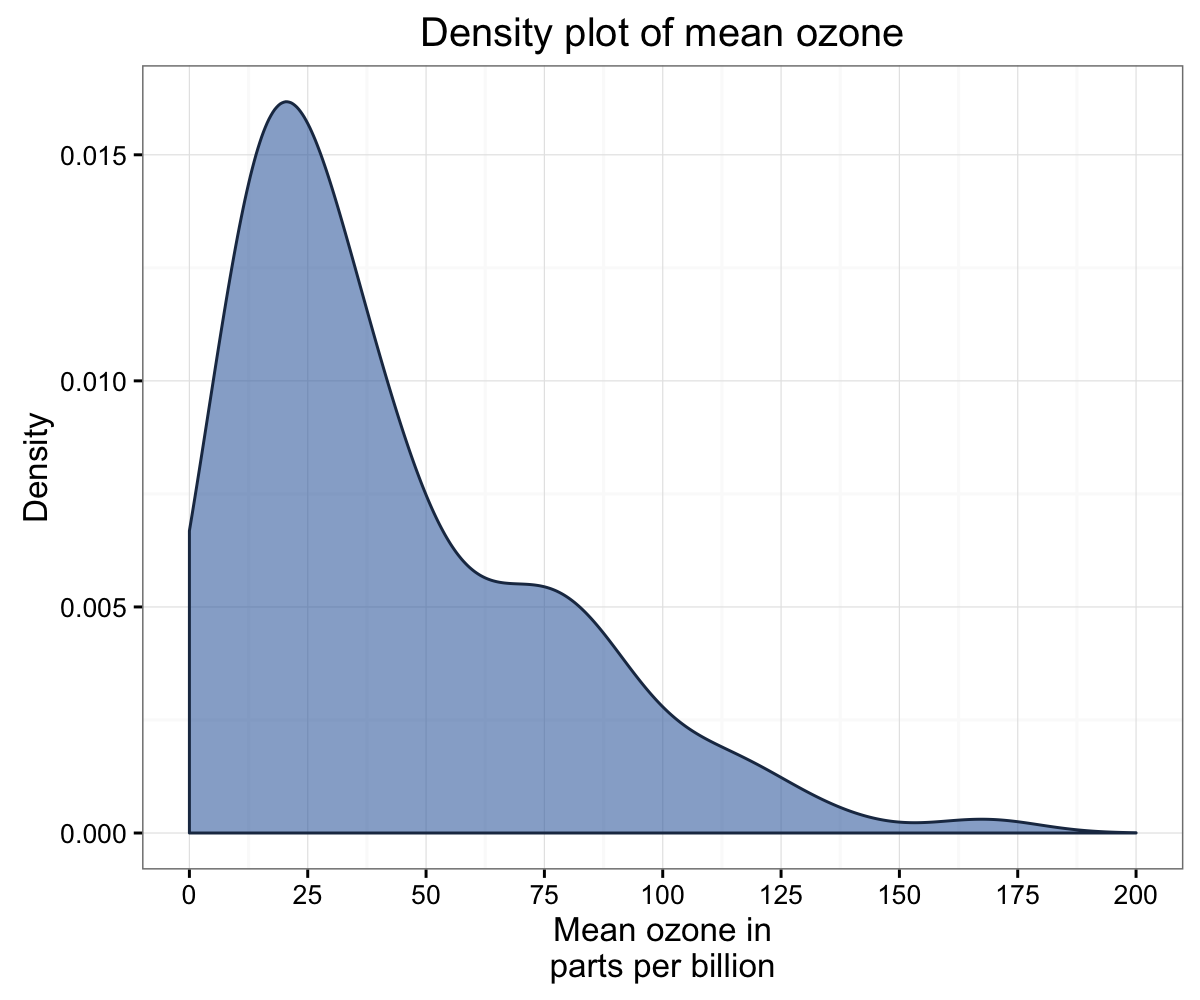 Density plot of mean ozone
Density
0.015
0.010
0.005
0.000
0 25 50 75 100 125 150 175 200
Mean ozone in
parts per billion